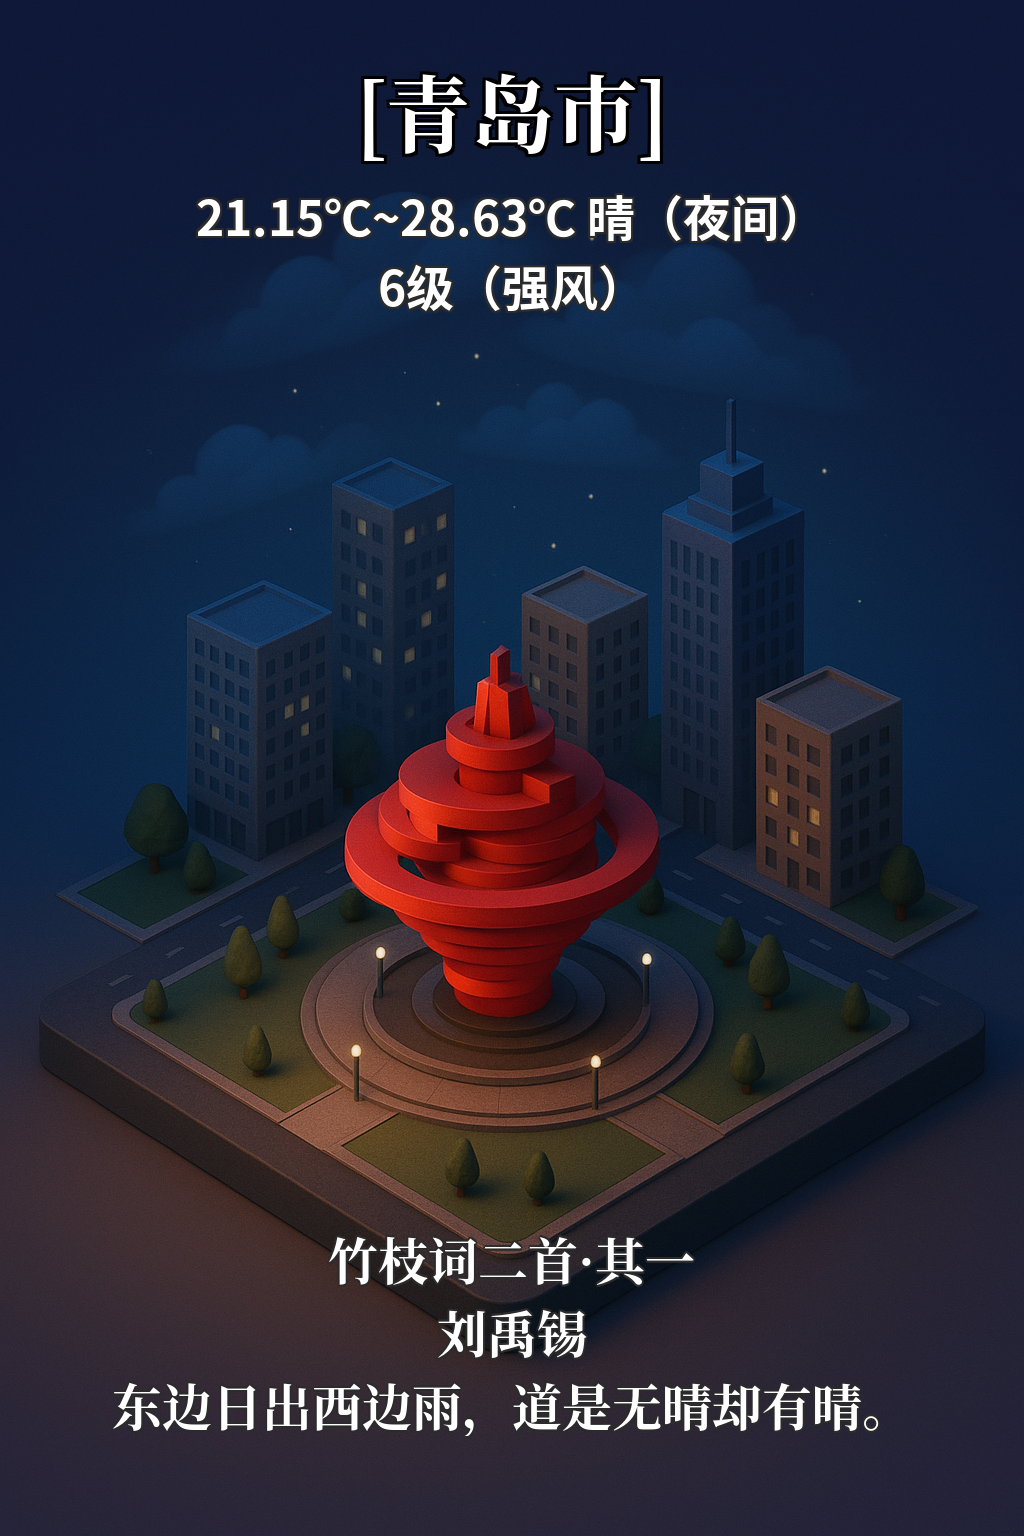 [青岛市]
21.15℃~28.63℃ 晴（夜间）
6级（强风）
竹枝词二首·其一
刘禹锡
东边日出西边雨，道是无晴却有晴。